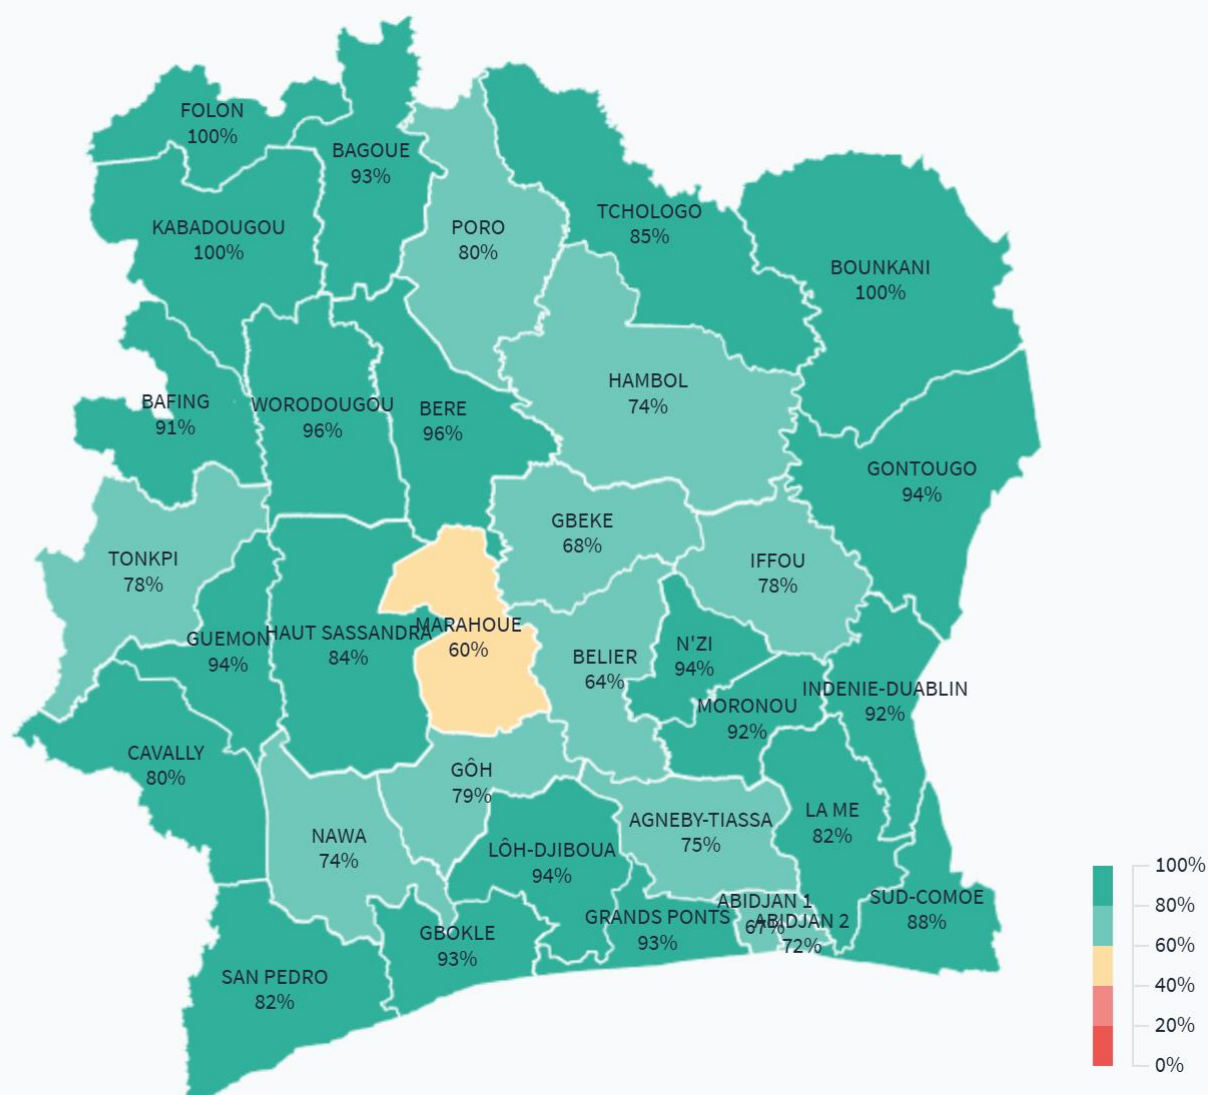 FOLON
100%
BAGOUE
93%
KABADOUGOU
100%
PORO
80%
TCHOLOGO
85%
BOUNKANI
100%
BAFING
91%
WORODOUGOU
96%
BERE
96%
HAMBOL
74%
GONTOUGO
94%
TONKPI
78%
GBEKE
68%
IFFOU
78%
GUEMON
94%
HAUT SASSANDRA
84%
MARAHOUE
60%
BELIER
64%
N'ZI
94%
MORONOU
92%
INDENIE-DUABLIN
92%
CAVALLY
80%
GÔH
79%
NAWA
74%
LÔH-DJIBOUA
94%
AGNEBY-TIASSA
75%
LA ME
82%
SAN PEDRO
82%
GBOKLE
93%
GRANDS PONTS
93%
ABIDJAN 1
67%
ABIDJAN 2
72%
SUD-COMOE
88%
100%
80%
60%
40%
20%
0%